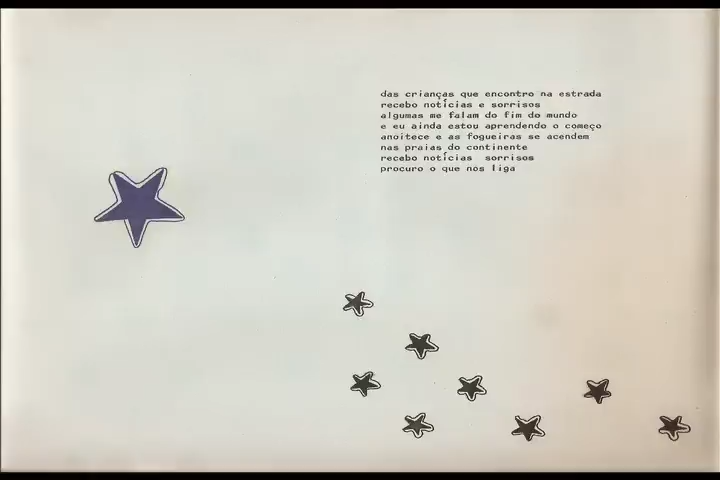 das crianças que encontro na estrada
recebo notícias e sorrisos
algumas me falam do fim do mundo
e eu ainda estou aprendendo o começo
anoitece e as fogueiras se acendem
nas praias do continente
recebo notícias  sorrisos
procuro o que nos liga